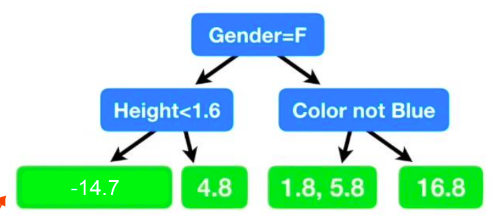 Gender=F
Height<1.6 Color not Blue
-14.7 4.8 1.8, 5.8 16.8